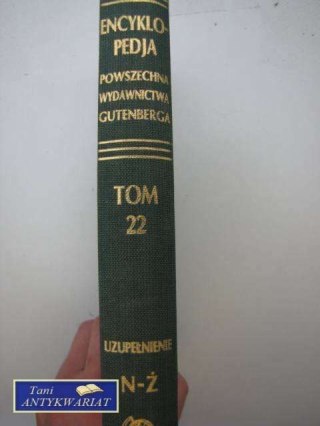 ENCYKLO-
PEDJA
POWSZECHNA
WYDAWNICTWA
GUTENBERGA
TOM
22
UZUPEŁNIENIE
N-Ż
Tani
ANTYKWARIAT